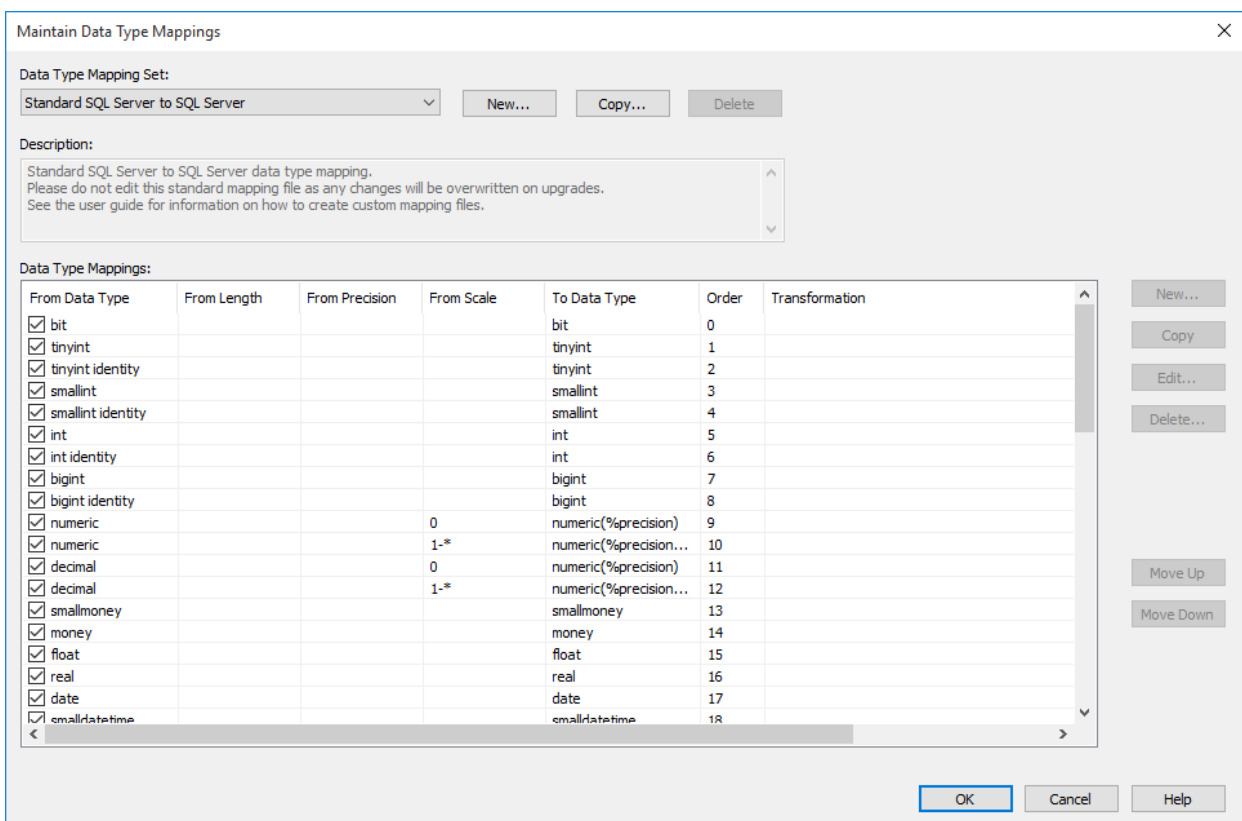 Maintain Data Type Mappings
Data Type Mapping Set:
Standard SQL Server to SQL Server New... Copy... Delete
Description:
Standard SQL Server to SQL Server data type mapping.
Please do not edit this standard mapping file as any changes will be overwritten on upgrades.
See the user guide for information on how to create custom mapping files.
Data Type Mappings:
From Data Type From Length From Precision From Scale To Data Type Order Transformation New...
bit bit 0
tinyint tinyint 1 Copy
tinyint identity tinyint 2
smallint smallint 3 Edit...
smallint identity smallint 4
int int 5 Delete...
int identity int 6
bigint bigint 7
bigint identity bigint 8
numeric 0 numeric(%precision) 9
numeric 1-* numeric(%precision... 10
decimal 0 numeric(%precision) 11
decimal 1-* numeric(%precision... 12 Move Up
smallmoney smallmoney 13
money money 14 Move Down
float float 15
real real 16
date date 17
smalldatetime smalldatetime 18
OK Cancel Help